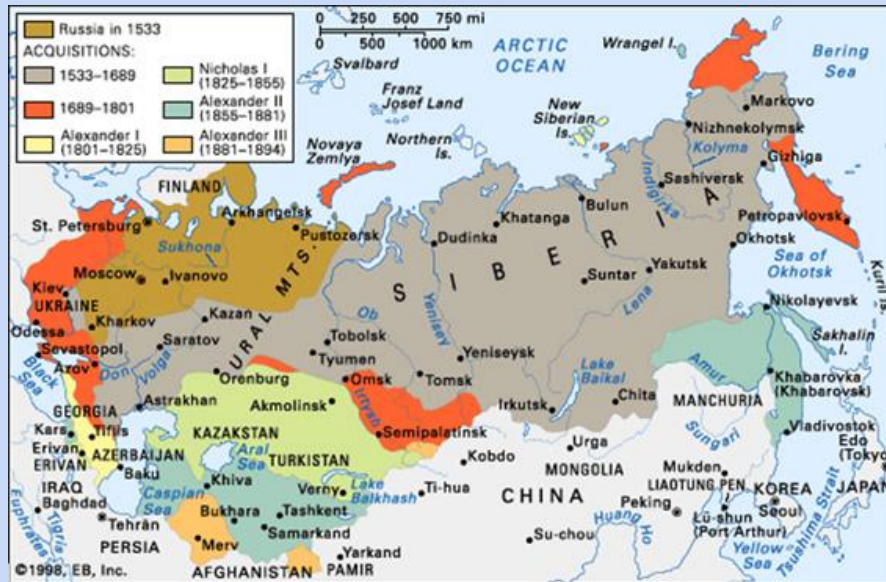 Russia in 1533
ACQUISITIONS:
1533–1689
1689–1801
Alexander I
(1801–1825)
Nicholas I
(1825–1855)
Alexander II
(1855–1881)
Alexander III
(1881–1894)
0 250 500 750 mi
0 500 1000 km
ARCTIC
OCEAN
Wrangel I.
Bering
Sea
Svalbard
Franz
Josef Land
New
Siberian
Is.
Northern
Is.
Novaya
Zemlya
Markovo
Nizhnekolymsk
Kolyma
Gizhiga
Indigirka
Sashiversk
FINLAND
St. Petersburg
Arkhangelsk
Pustozersk
Sukhona
Dudinka
Khatanga
Bulun
Petropavlovsk
Okhotsk
Sea of
Okhotsk
Kuril Is.
Moscow
Ivanovo
URAL MTS.
SIBERIA
Suntar
Yakutsk
Lena
Ob
Yenisey
Kiev
UKRAINE
Kharkov
Kazan
Nikolayevsk
Sakhalin
I.
Odessa
Sevastopol
Saratov
Tobolsk
Tyumen
Yeniseysk
Lake
Baikal
Amur
Black
Sea
Azov
Don
Volga
Orenburg
Omsk
Tomsk
Irtysh
Khabarovka
(Khabarovsk)
Astrakhan
Akmolinsk
Irkutsk
Chita
MANCHURIA
GEORGIA
Kars
Tiflis
KAZAKSTAN
Semipalatinsk
Sungari
Vladivostok
Erivan
ERIVAN
AZERBAIJAN
Baku
Aral
Sea
TURKISTAN
Kobdo
Urga
MONGOLIA
Edo
(Tokyo)
IRAQ
Baghdad
Caspian
Sea
Khiva
Verny
Lake
Balkhash
Ti-hua
CHINA
Mukden
LIAOTUNG PEN.
KOREA
JAPAN
Euphrates
Tigris
Tehrān
Bukhara
Tashkent
Samarkand
Peking
Seoul
Lü-shun
(Port Arthur)
Huang Ho
Su-chou
Tsushima Strait
PERSIA
Merv
Yarkand
Yellow
Sea
AFGHANISTAN
PAMIR
©1998, EB, Inc.